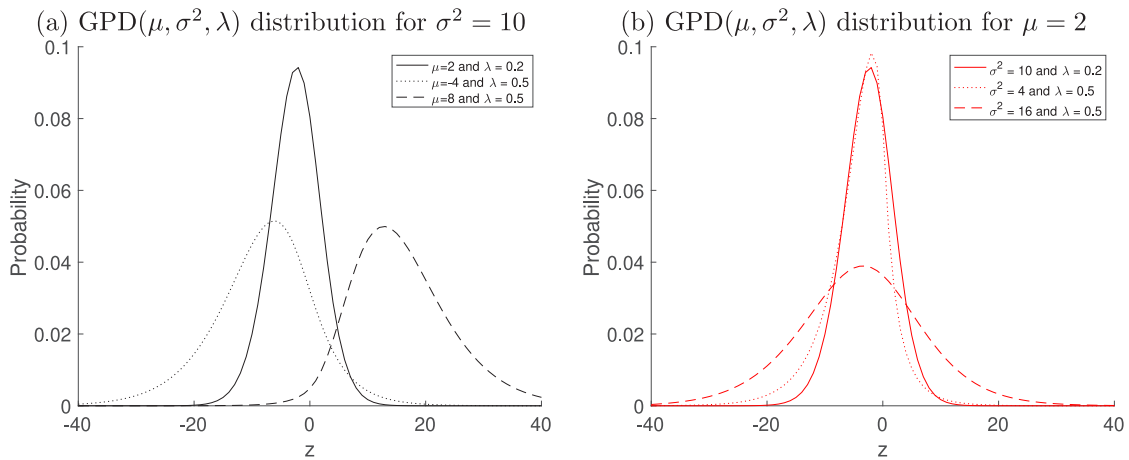 (a) GPD(μ, σ², λ) distribution for σ² = 10
0.1
0.08
0.06
0.04
0.02
0
Probability
-40
-20
0
20
40
z
μ=2 and λ = 0.2
μ=-4 and λ = 0.5
μ=8 and λ = 0.5
(b) GPD(μ, σ², λ) distribution for μ = 2
0.1
0.08
0.06
0.04
0.02
0
Probability
-40
-20
0
20
40
z
σ² = 10 and λ = 0.2
σ² = 4 and λ = 0.5
σ² = 16 and λ = 0.5